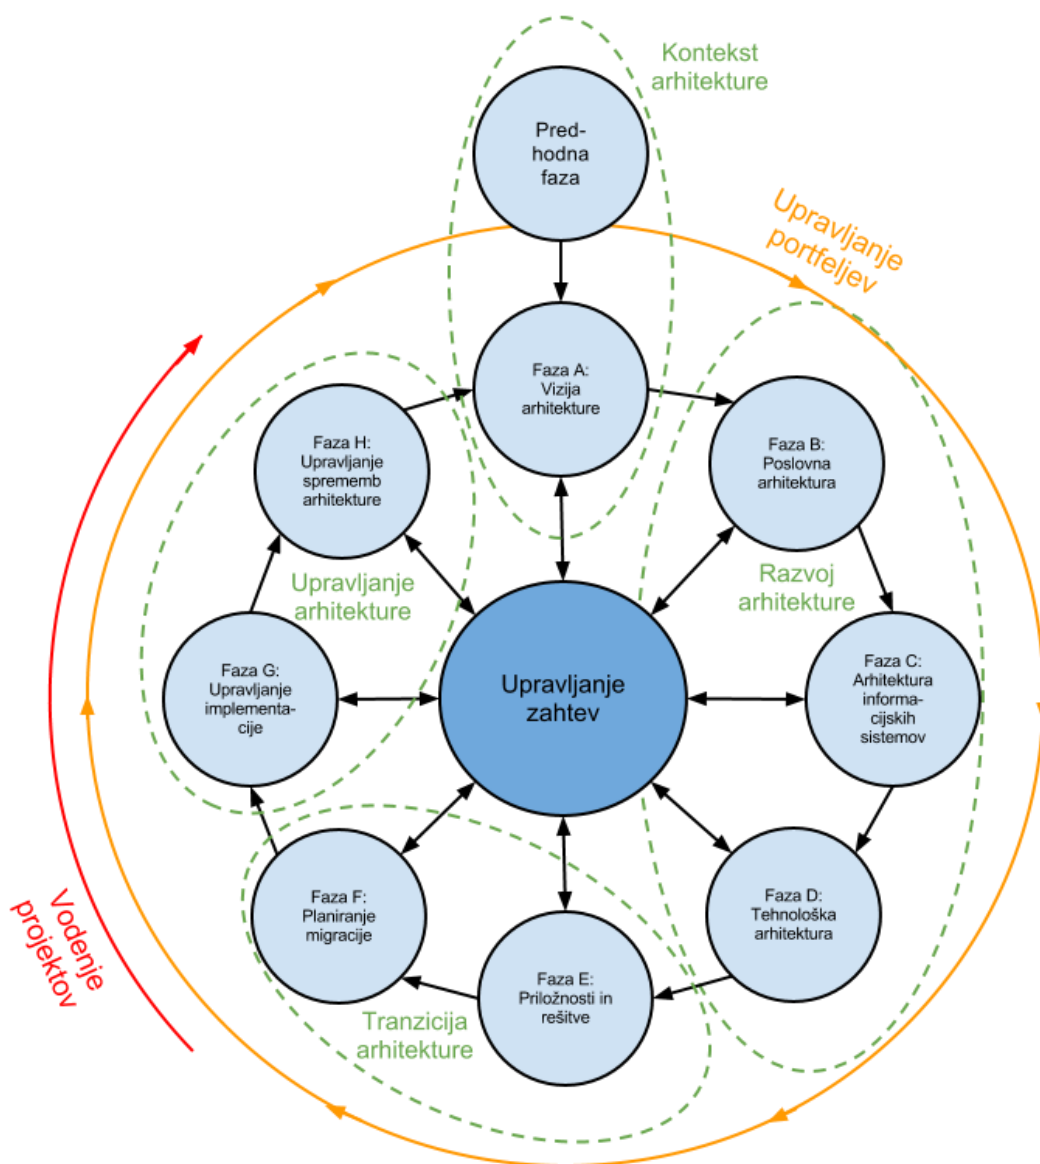 Kontekst
arhitekture
Pred-
hodna
faza
Upravljanje
portfeljev
Faza A:
Vizija
arhitekture
Faza H:
Upravljanje
sprememb
arhitekture
Faza B:
Poslovna
arhitektura
Upravljanje
arhitekture
Razvoj
arhitekture
Faza G:
Upravljanje
implementa-
cije
Upravljanje
zahtev
Faza C:
Arhitektura
informa-
cijskih
sistemov
Faza F:
Planiranje
migracije
Faza D:
Tehnološka
arhitektura
Vodenje
projektov
Faza E:
Priložnosti in
rešitve
Tranzicija
arhitekture